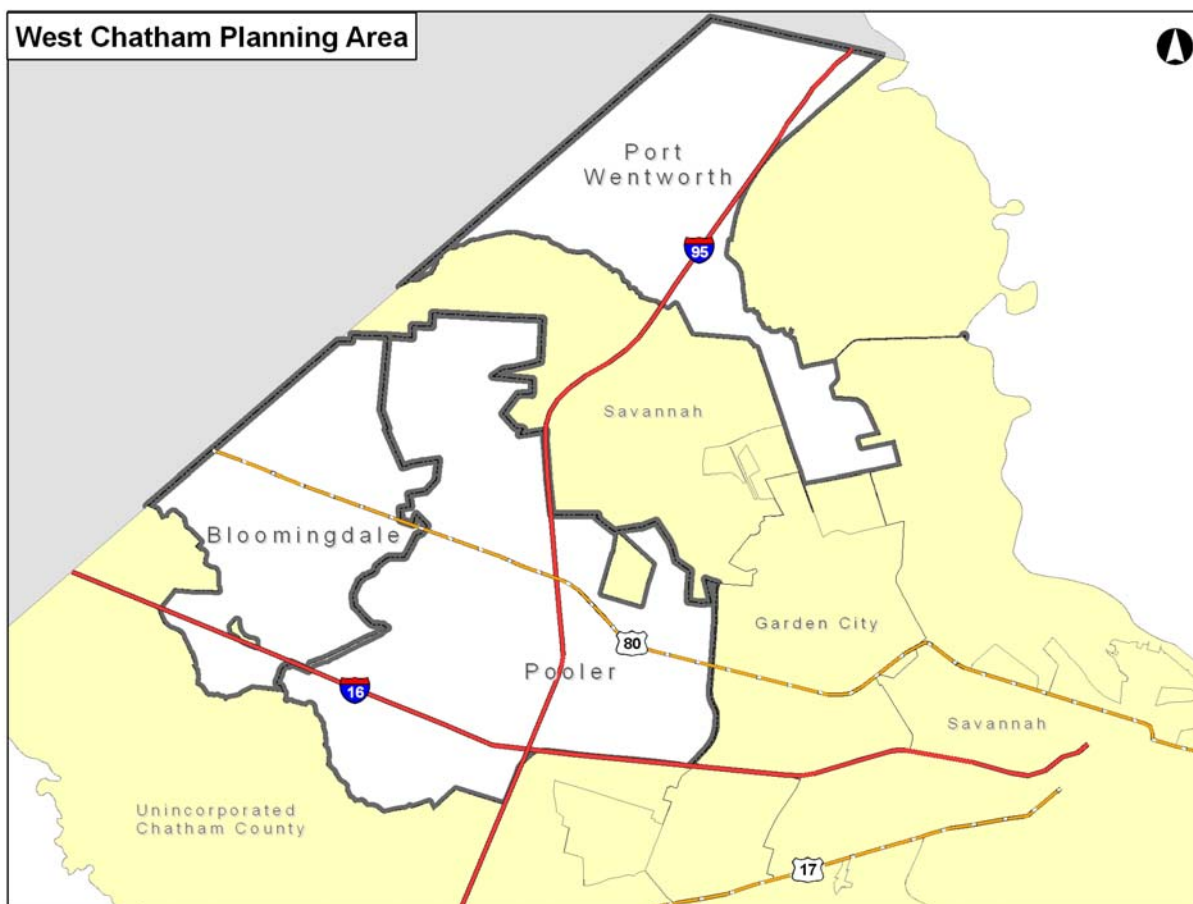 West Chatham Planning Area
Port
Wentworth
95
Savannah
Bloomingdale
80
Garden City
Pooler
16
Savannah
Unincorporated
Chatham County
17